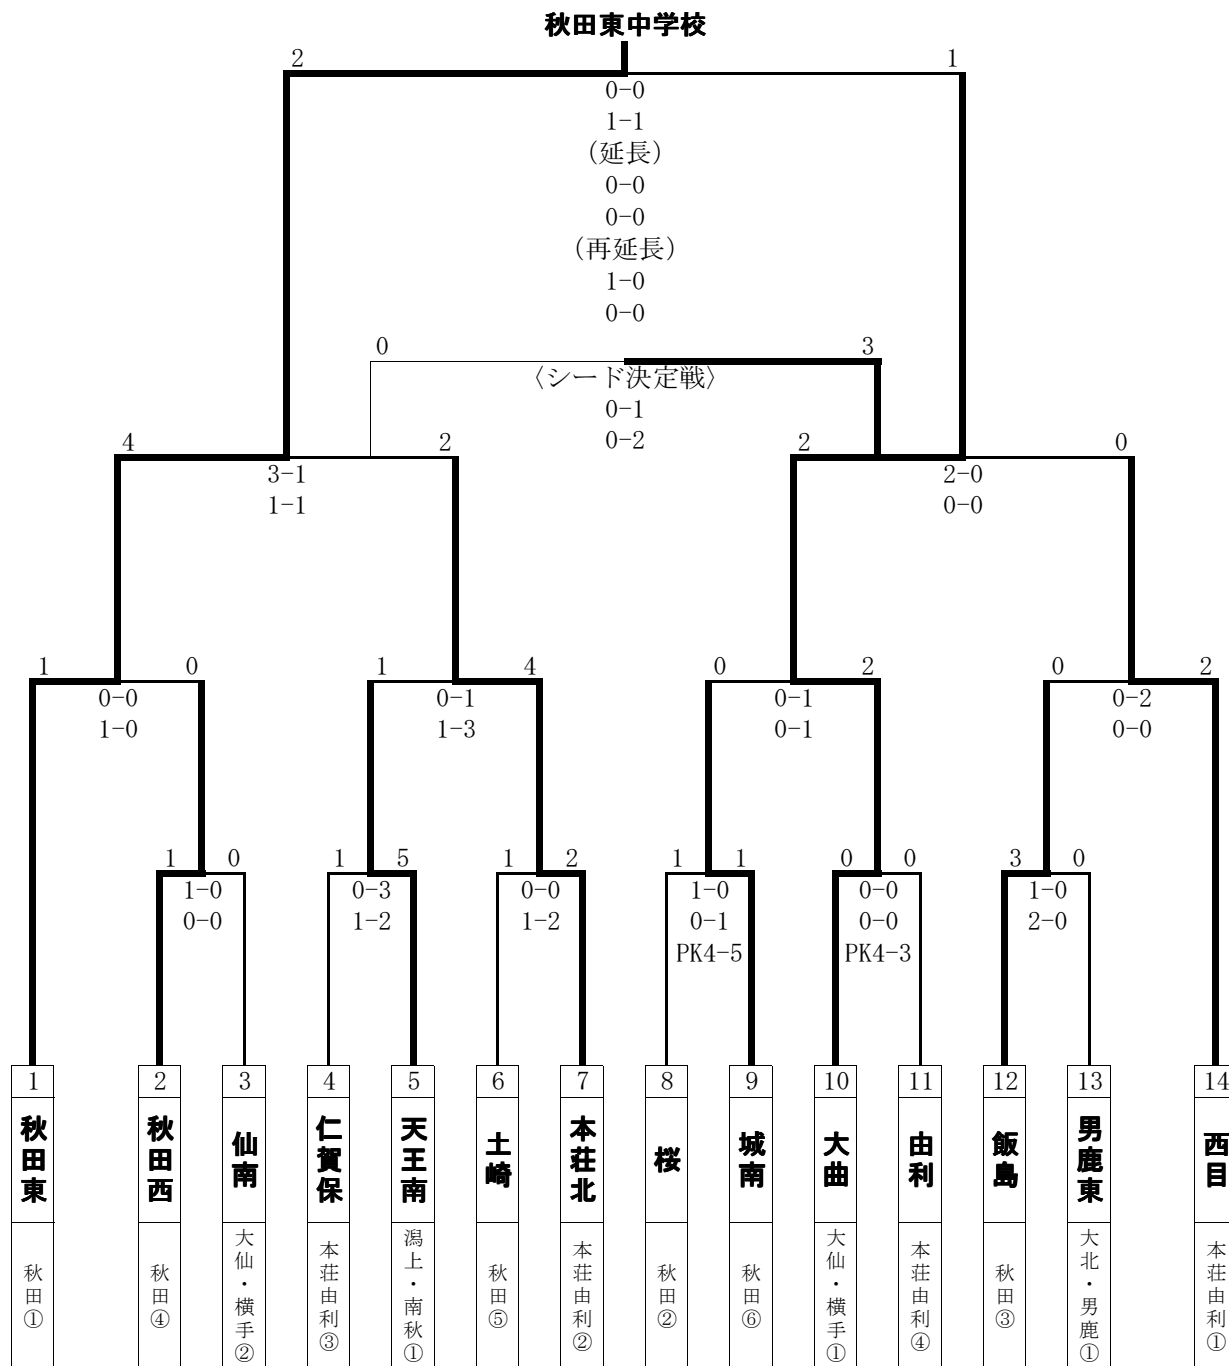 秋田東中学校
2
1
0-0
1-1
(延長)
0-0
0-0
(再延長)
1-0
0-0
0
3
〈シード決定戦〉
0-1
0-2
4
2
3-1
1-1
2
0
2-0
0-0
1
0
0-0
1-0
1
4
0-1
1-3
0
2
0-1
0-1
0
2
0-2
0-0
1
0
1-0
0-0
1
5
0-3
1-2
1
2
0-0
1-2
1
1
1-0
0-1
PK4-5
0
0
0-0
0-0
PK4-3
3
0
1-0
2-0
1
秋田東
秋田①
2
秋田西
秋田④
3
仙南
大仙・横手②
4
仁賀保
本荘由利③
5
天王南
潟上・南秋①
6
土崎
秋田⑤
7
本荘北
本荘由利②
8
桜
秋田②
9
城南
秋田⑥
10
大曲
大仙・横手①
11
由利
本荘由利④
12
飯島
秋田③
13
男鹿東
大北・男鹿①
14
西目
本荘由利①